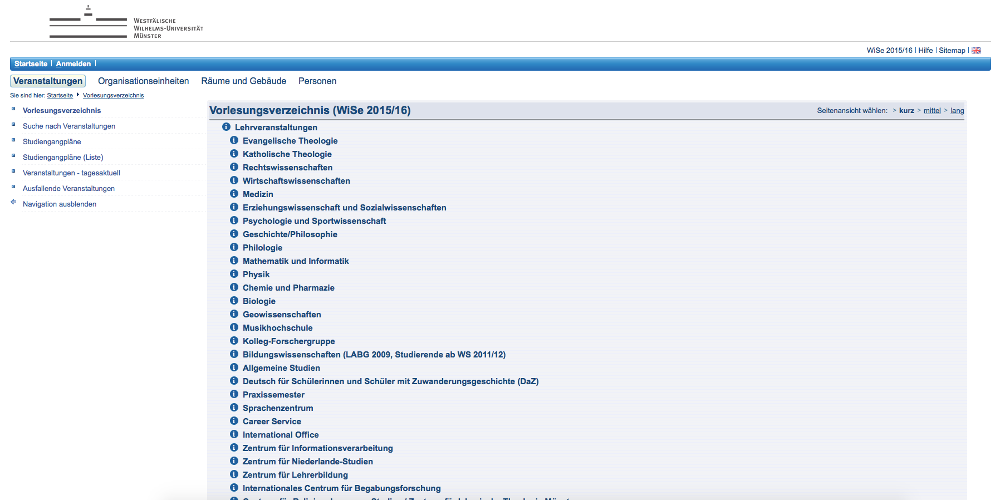 WESTFÄLISCHE
WILHELMS-UNIVERSITÄT
MÜNSTER
WiSe 2015/16 | Hilfe | Sitemap |
Startseite | Anmelden |
Veranstaltungen Organisationseinheiten Räume und Gebäude Personen
Sie sind hier: Startseite Vorlesungsverzeichnis
Vorlesungsverzeichnis
Suche nach Veranstaltungen
Studiengangpläne
Studiengangpläne (Liste)
Veranstaltungen - tagesaktuell
Ausfallende Veranstaltungen
Navigation ausblenden
Vorlesungsverzeichnis (WiSe 2015/16)
Seitenansicht wählen: > kurz > mittel > lang
Lehrveranstaltungen
Evangelische Theologie
Katholische Theologie
Rechtswissenschaften
Wirtschaftswissenschaften
Medizin
Erziehungswissenschaft und Sozialwissenschaften
Psychologie und Sportwissenschaft
Geschichte/Philosophie
Philologie
Mathematik und Informatik
Physik
Chemie und Pharmazie
Biologie
Geowissenschaften
Musikhochschule
Kolleg-Forschergruppe
Bildungswissenschaften (LABG 2009, Studierende ab WS 2011/12)
Allgemeine Studien
Deutsch für Schülerinnen und Schüler mit Zuwanderungsgeschichte (DaZ)
Praxissemester
Sprachenzentrum
Career Service
International Office
Zentrum für Informationsverarbeitung
Zentrum für Niederlande-Studien
Zentrum für Lehrerbildung
Internationales Centrum für Begabungsforschung